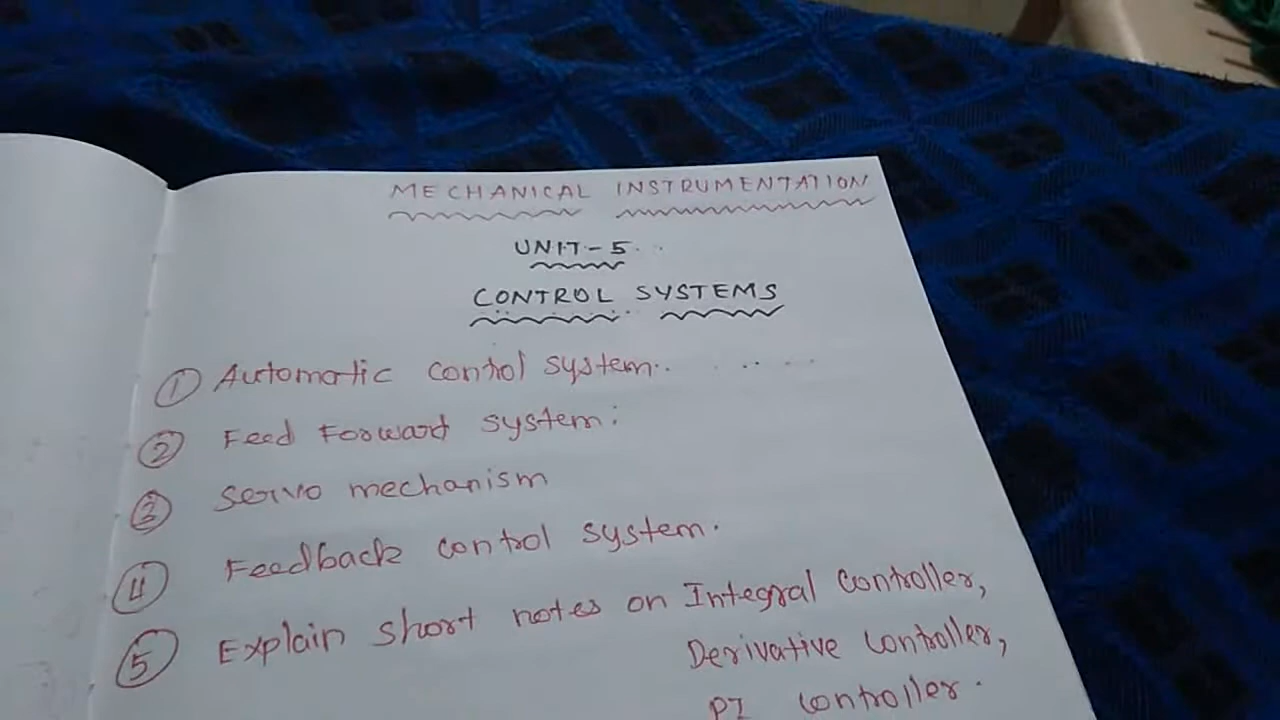 MECHANICAL INSTRUMENTATION
UNIT-5
CONTROL SYSTEMS
① Automatic control system.
② Feed Forward system:
③ Servo mechanism
④ Feedback control system.
⑤ Explain short notes on Integral Controller,
Derivative Controller,
PI Controller.